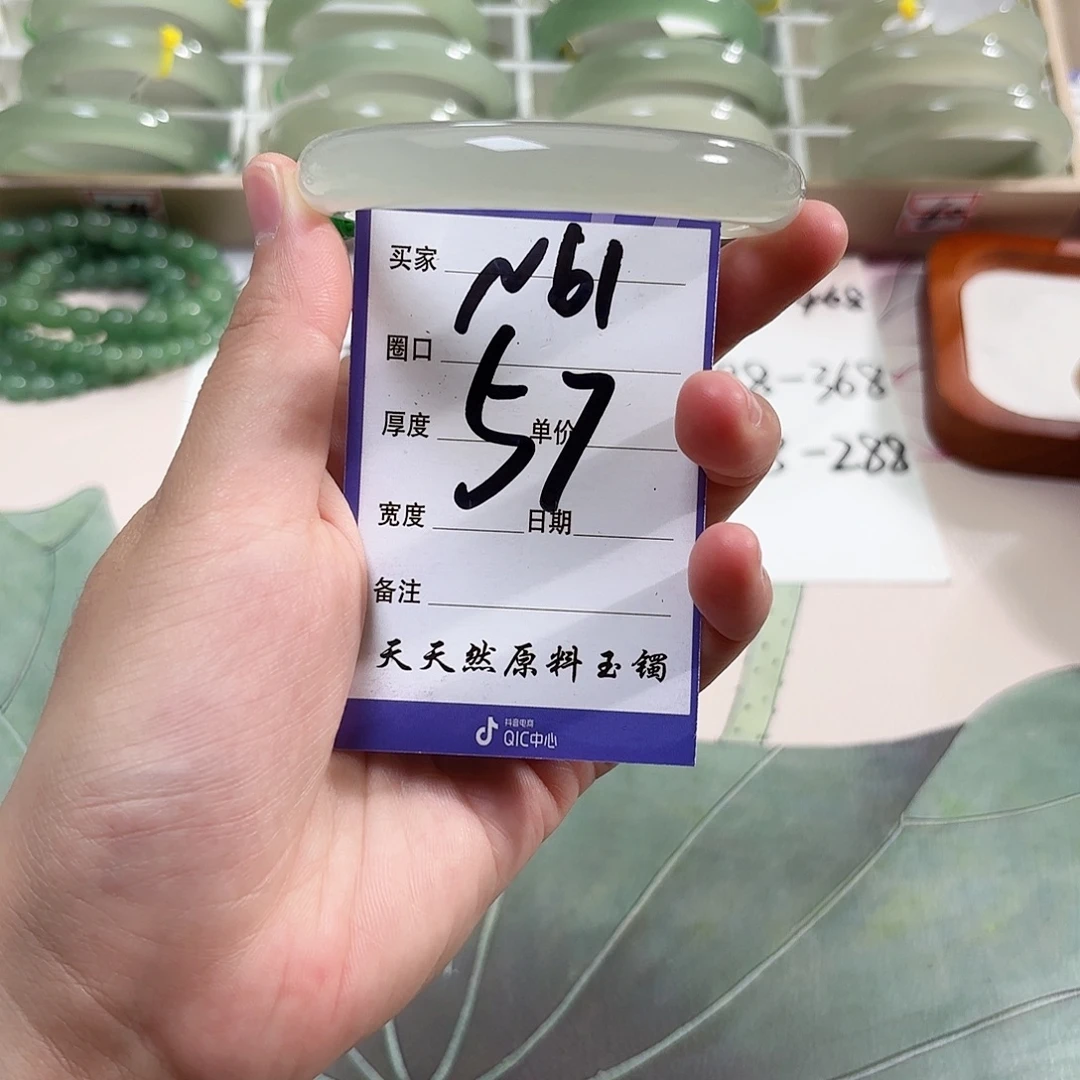 买家 N61
圈口
57
厚度 单价
宽度 日期
备注
天天然原料玉镯
抖音电商
QIC中心
-398
-288